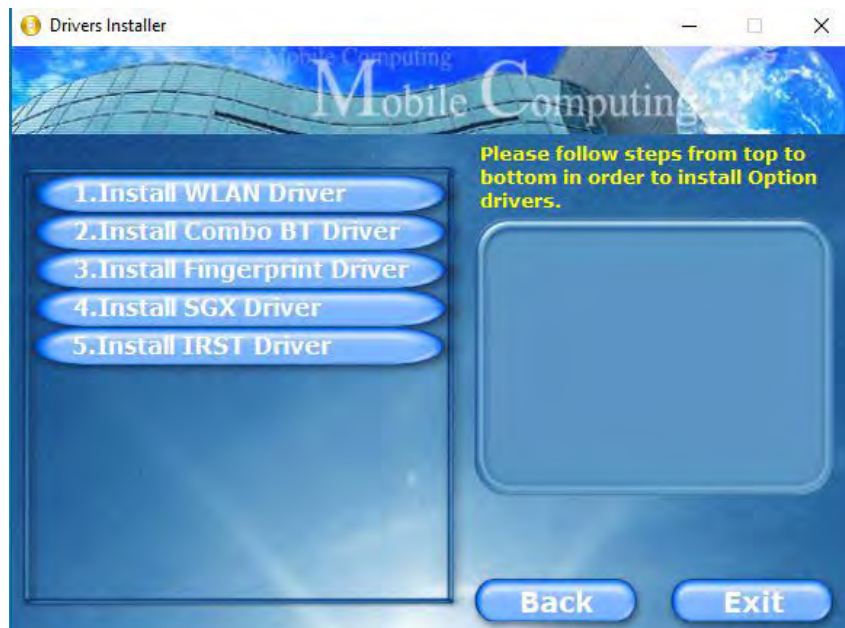 Drivers Installer
Mobile Computing
Mobile Computing
Please follow steps from top to
bottom in order to install Option
drivers.
1.Install WLAN Driver
2.Install Combo BT Driver
3.Install Fingerprint Driver
4.Install SGX Driver
5.Install IRST Driver
Back
Exit